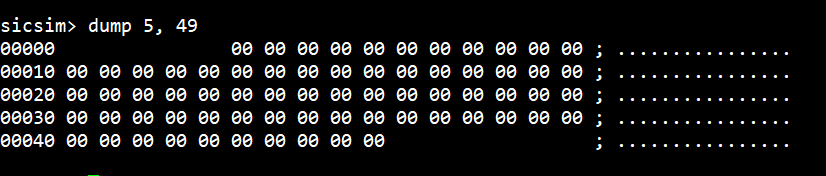 sicsim> dump 5, 49
00000                00 00 00 00 00 00 00 00 00 00 00 ; ................
00010 00 00 00 00 00 00 00 00 00 00 00 00 00 00 00 00 ; ................
00020 00 00 00 00 00 00 00 00 00 00 00 00 00 00 00 00 ; ................
00030 00 00 00 00 00 00 00 00 00 00 00 00 00 00 00 00 ; ................
00040 00 00 00 00 00 00 00 00 00 00                   ; ................